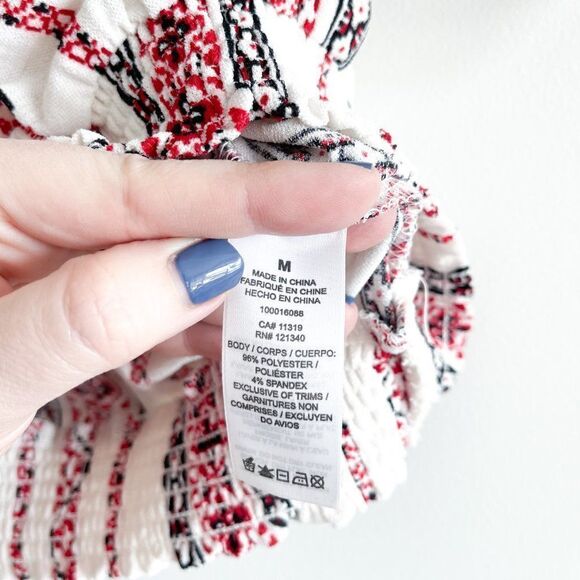 M
MADE IN CHINA
FABRIQUÉ EN CHINE
HECHO EN CHINA
100016088
CA# 11319
RN# 121340
BODY / CORPS / CUERPO:
96% POLYESTER /
POLIÉSTER
4% SPANDEX
EXCLUSIVE OF TRIMS /
GARNITURES NON
COMPRISES / EXCLUYEN
DO AVIOS